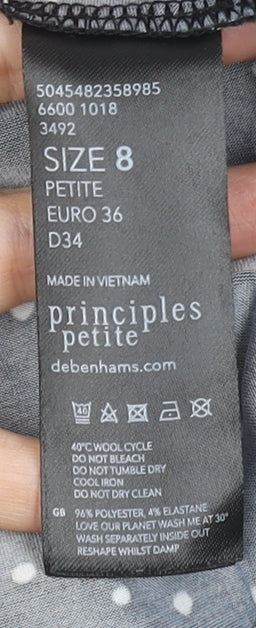 5045482358985
6600 1018
3492
SIZE 8
PETITE
EURO 36
D34
MADE IN VIETNAM
principles
petite
debenhams.com
40
40°C WOOL CYCLE
DO NOT BLEACH
DO NOT TUMBLE DRY
COOL IRON
DO NOT DRY CLEAN
GB 96% POLYESTER, 4% ELASTANE
LOVE OUR PLANET WASH ME AT 30°
WASH SEPARATELY INSIDE OUT
RESHAPE WHILST DAMP